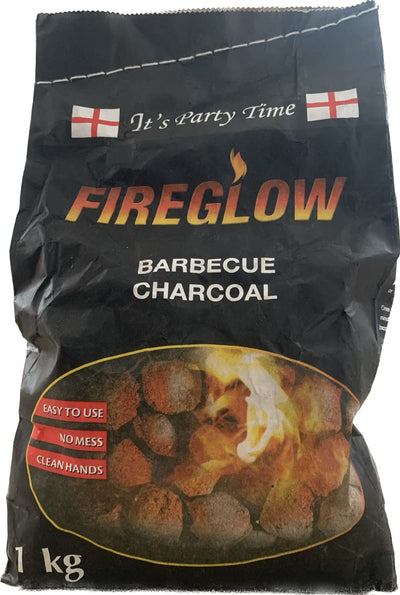 It's Party Time
FIREGLOW
BARBECUE
CHARCOAL
EASY TO USE
NO MESS
CLEAN HANDS
1 kg